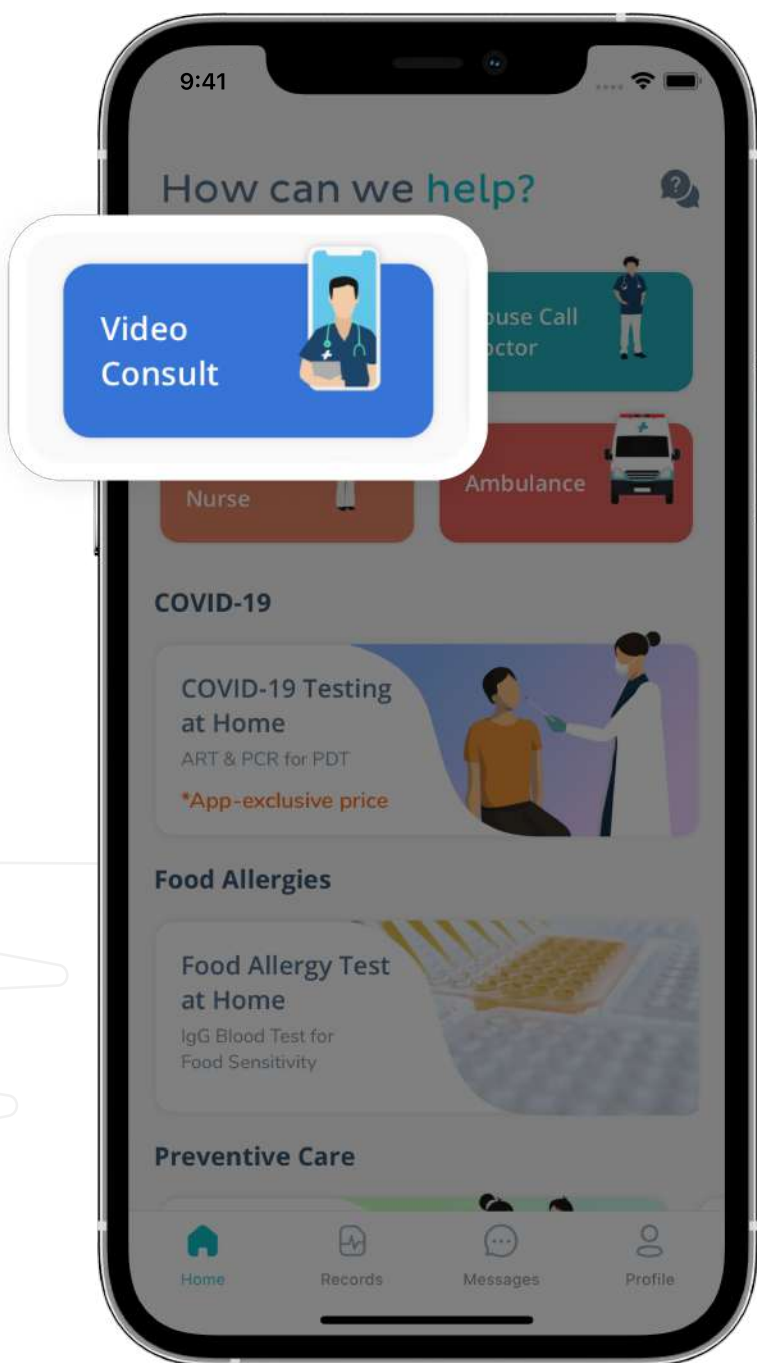 9:41
How can we help?
Video
Consult
ouse Call
octor
Nurse
Ambulance
COVID-19
COVID-19 Testing
at Home
ART & PCR for PDT
*App-exclusive price
Food Allergies
Food Allergy Test
at Home
IgG Blood Test for
Food Sensitivity
Preventive Care
Home
Records
Messages
Profile